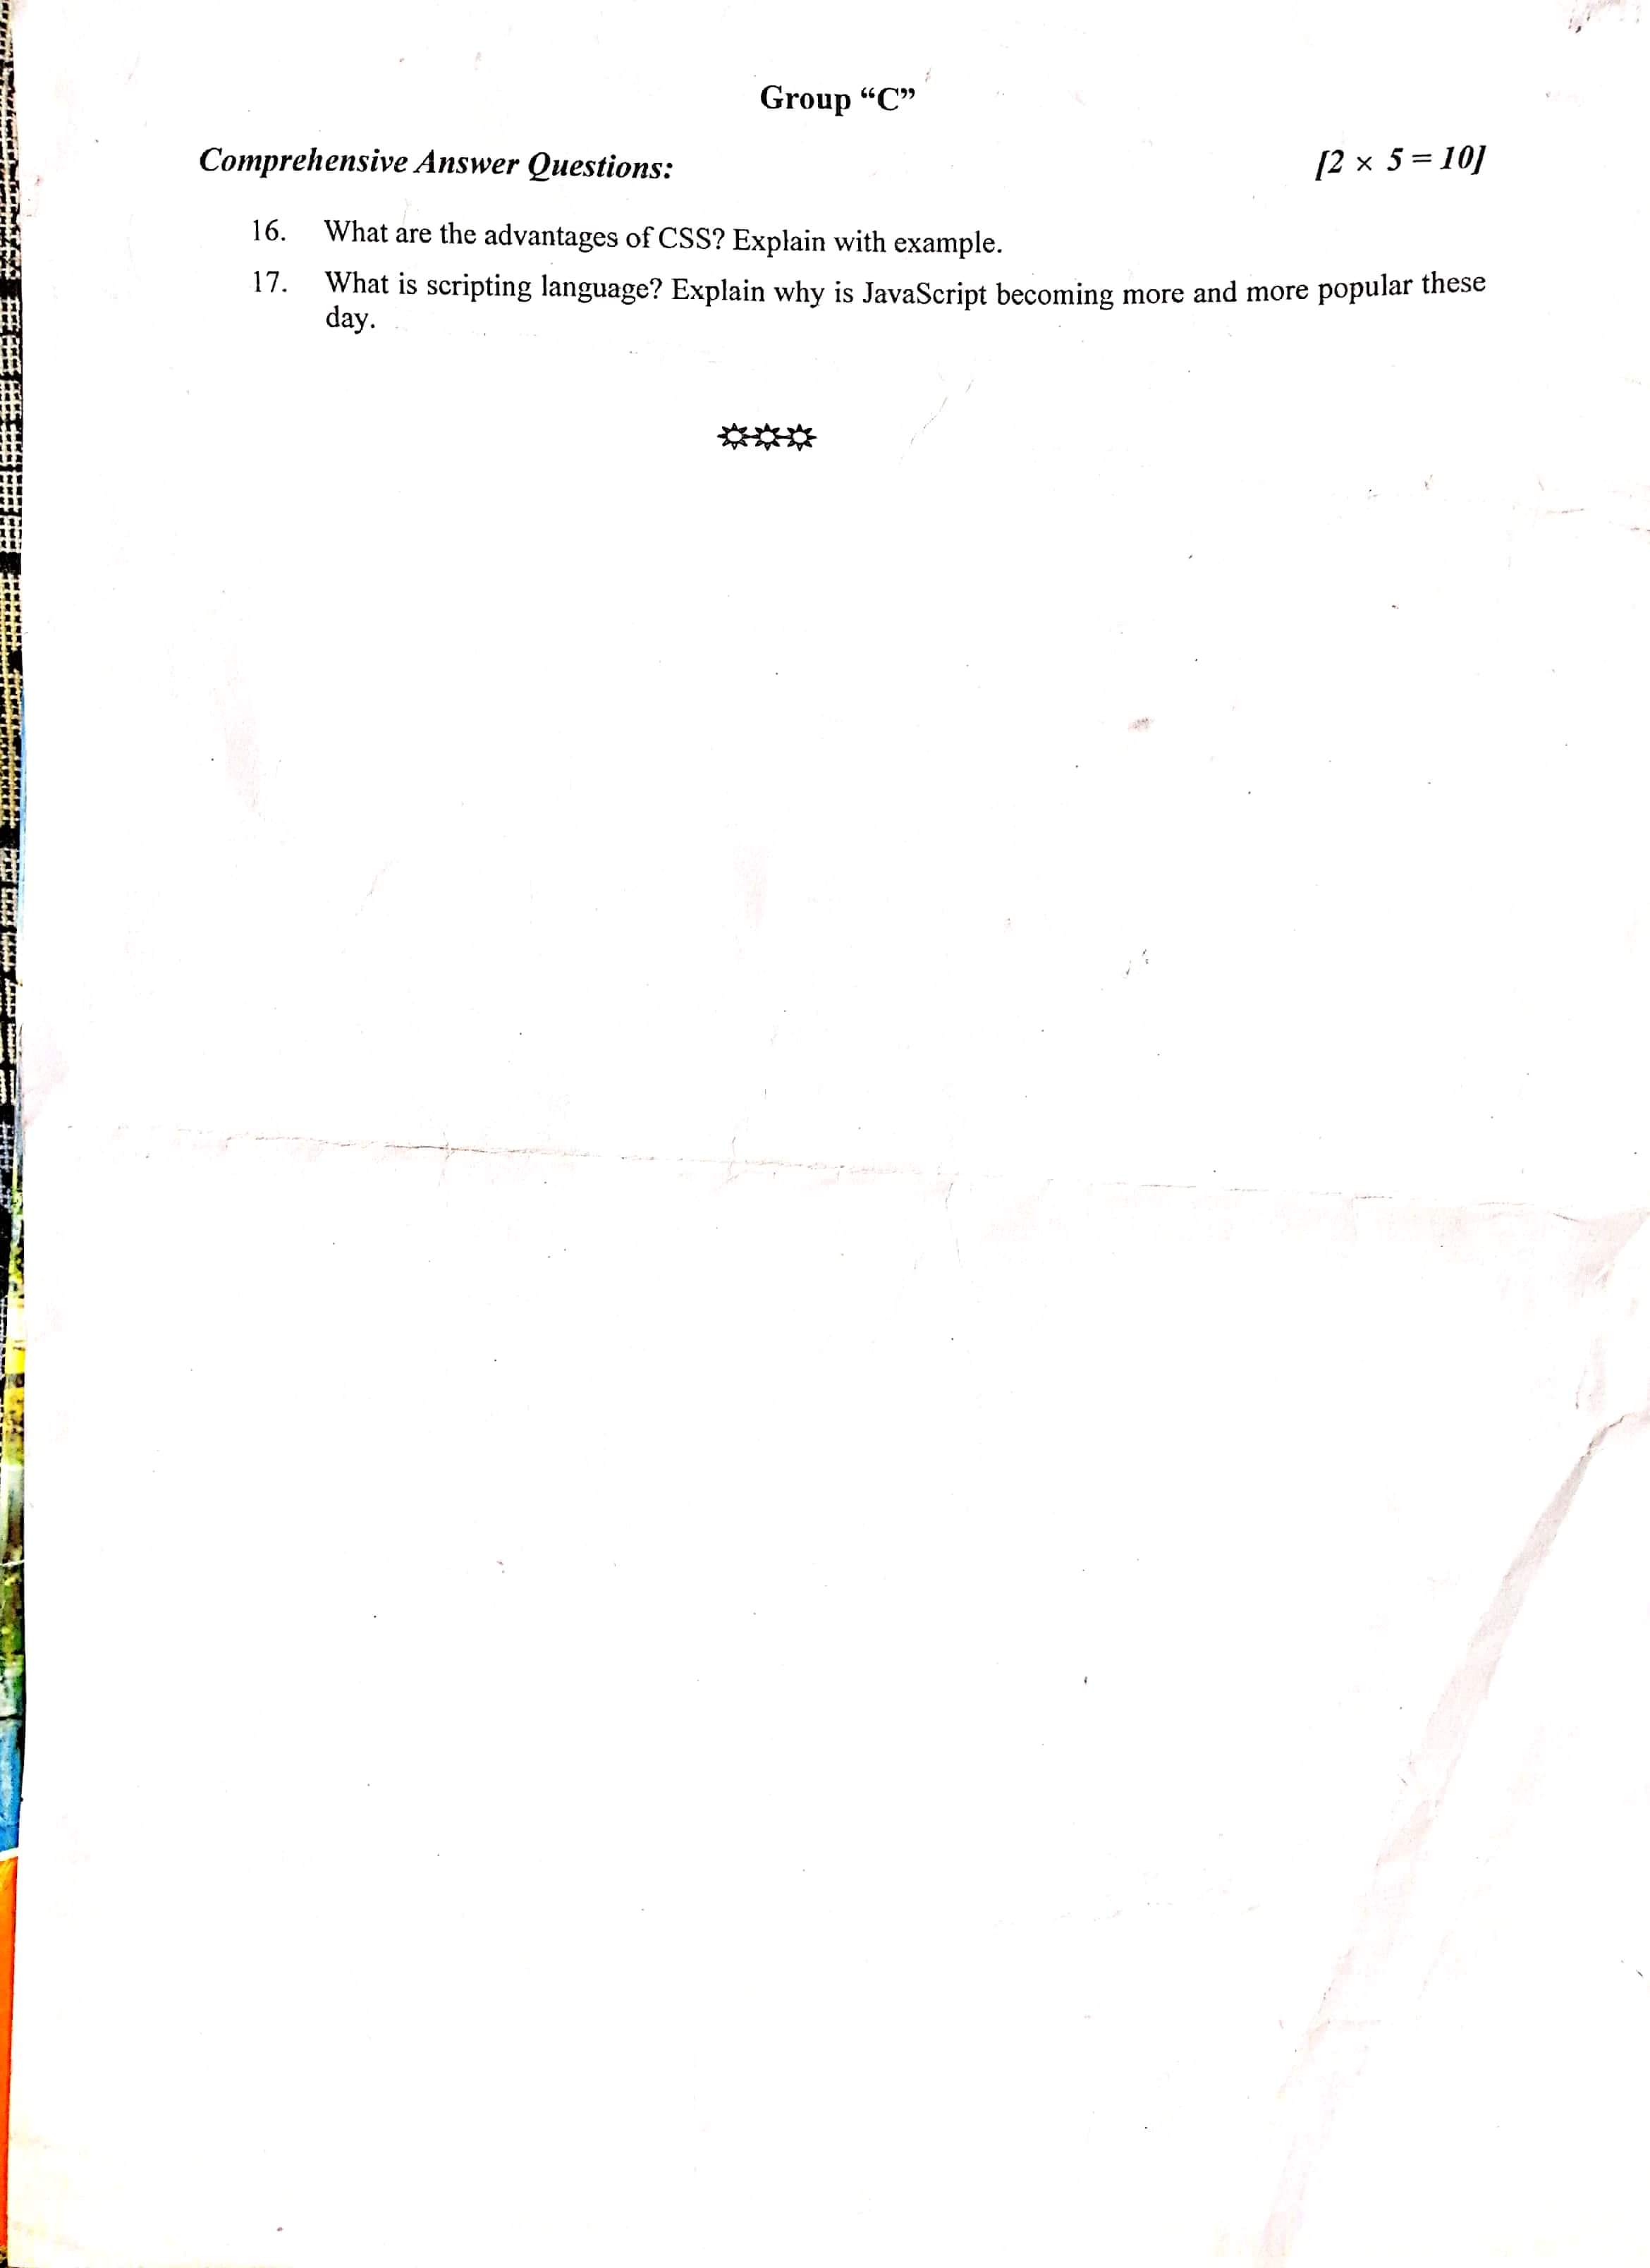 Group “C”
Comprehensive Answer Questions: [2 × 5 = 10]
16. What are the advantages of CSS? Explain with example.
17. What is scripting language? Explain why is JavaScript becoming more and more popular these
day.